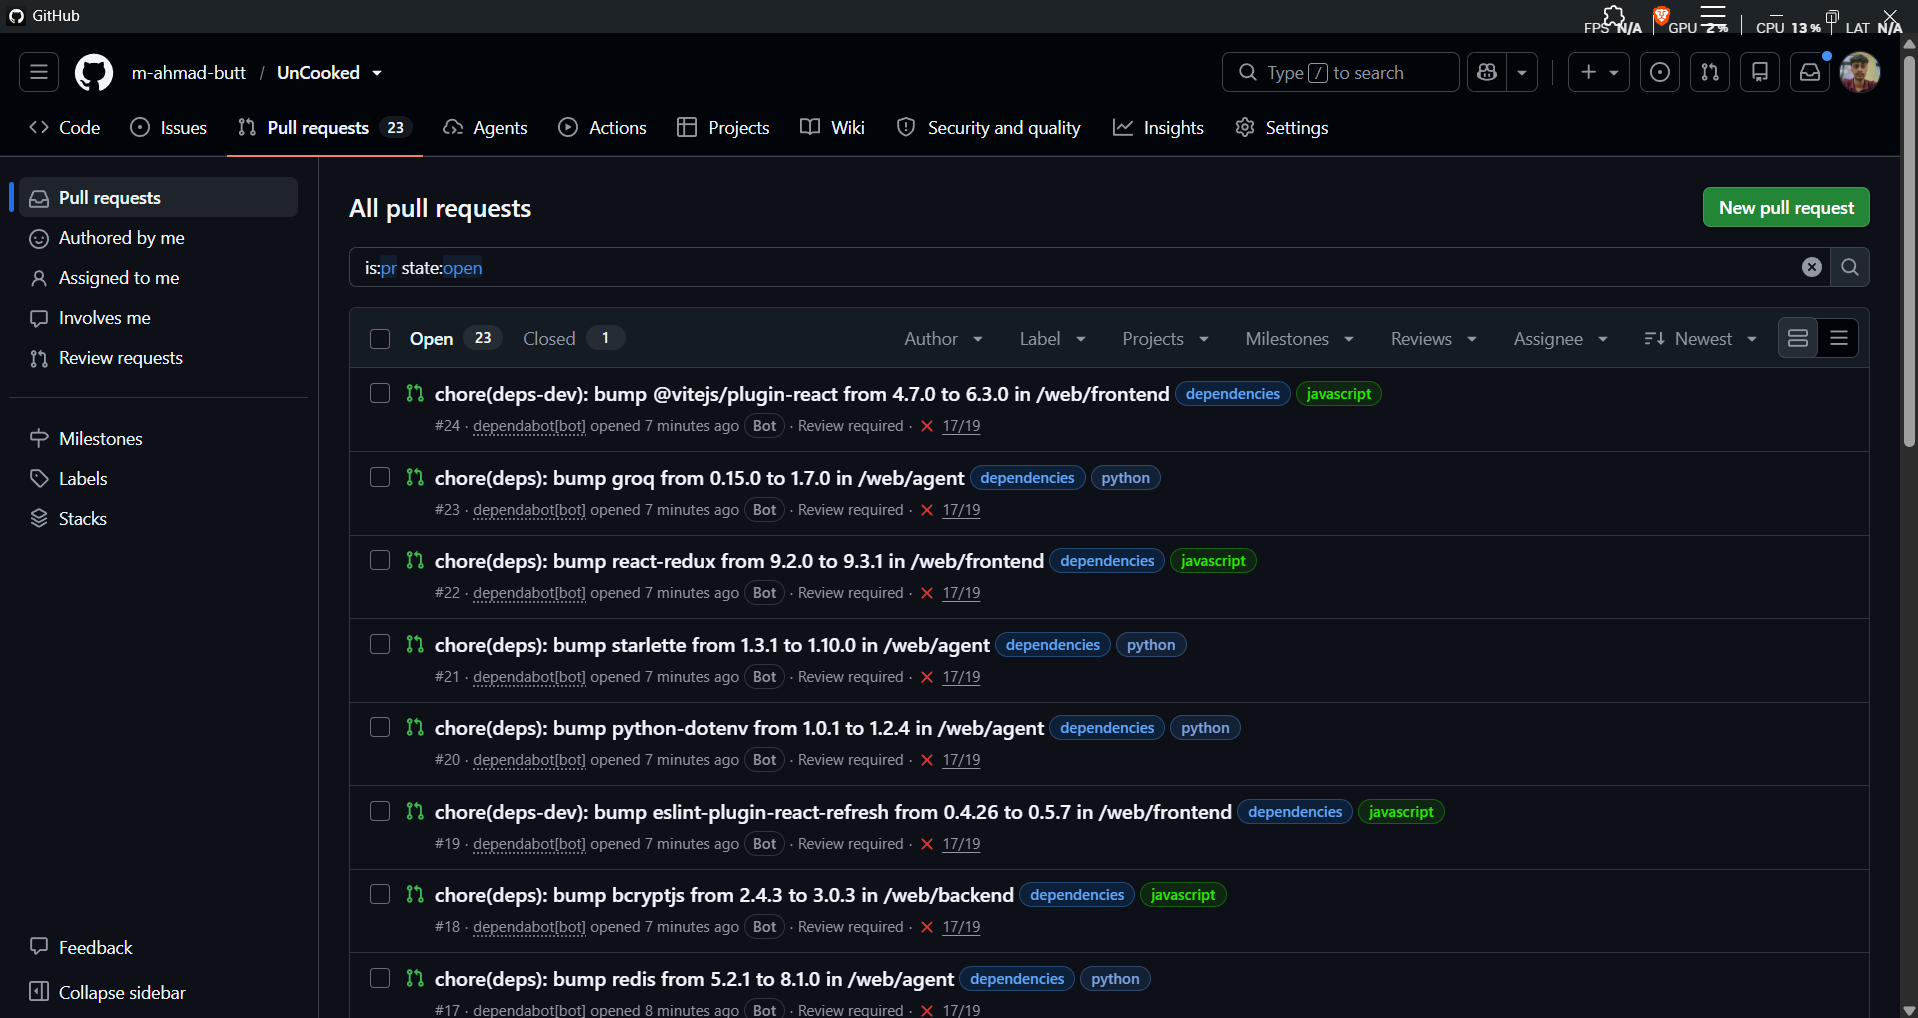 GitHub
FPS N/A GPU 2% CPU 13% LAT N/A
m-ahmad-butt / UnCooked
Type / to search
Code
Issues
Pull requests 23
Agents
Actions
Projects
Wiki
Security and quality
Insights
Settings
Pull requests
Authored by me
Assigned to me
Involves me
Review requests
Milestones
Labels
Stacks
Feedback
Collapse sidebar
All pull requests
New pull request
is:pr state:open
Open 23 Closed 1 Author Label Projects Milestones Reviews Assignee Newest
chore(deps-dev): bump @vitejs/plugin-react from 4.7.0 to 6.3.0 in /web/frontend dependencies javascript
#24 · dependabot[bot] opened 7 minutes ago Bot · Review required · 17/19
chore(deps): bump groq from 0.15.0 to 1.7.0 in /web/agent dependencies python
#23 · dependabot[bot] opened 7 minutes ago Bot · Review required · 17/19
chore(deps): bump react-redux from 9.2.0 to 9.3.1 in /web/frontend dependencies javascript
#22 · dependabot[bot] opened 7 minutes ago Bot · Review required · 17/19
chore(deps): bump starlette from 1.3.1 to 1.10.0 in /web/agent dependencies python
#21 · dependabot[bot] opened 7 minutes ago Bot · Review required · 17/19
chore(deps): bump python-dotenv from 1.0.1 to 1.2.4 in /web/agent dependencies python
#20 · dependabot[bot] opened 7 minutes ago Bot · Review required · 17/19
chore(deps-dev): bump eslint-plugin-react-refresh from 0.4.26 to 0.5.7 in /web/frontend dependencies javascript
#19 · dependabot[bot] opened 7 minutes ago Bot · Review required · 17/19
chore(deps): bump bcryptjs from 2.4.3 to 3.0.3 in /web/backend dependencies javascript
#18 · dependabot[bot] opened 7 minutes ago Bot · Review required · 17/19
chore(deps): bump redis from 5.2.1 to 8.1.0 in /web/agent dependencies python
#17 · dependabot[bot] opened 8 minutes ago Bot · Review required · 17/19